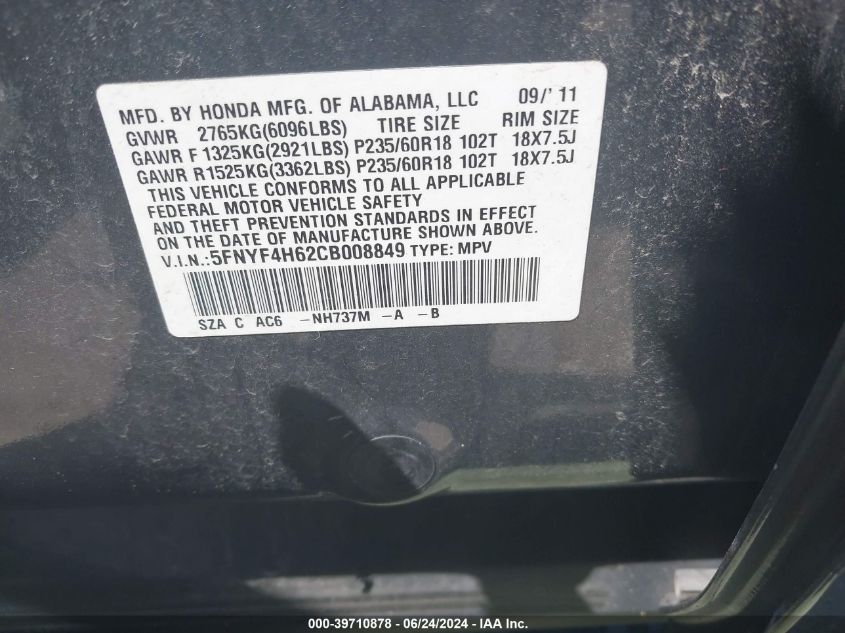 MFD. BY HONDA MFG. OF ALABAMA, LLC 09/' 11
GVWR 2765KG(6096LBS) TIRE SIZE RIM SIZE
GAWR F 1325KG(2921LBS) P235/60R18 102T 18X7.5J
GAWR R1525KG(3362LBS) P235/60R18 102T 18X7.5J
THIS VEHICLE CONFORMS TO ALL APPLICABLE
FEDERAL MOTOR VEHICLE SAFETY
AND THEFT PREVENTION STANDARDS IN EFFECT
ON THE DATE OF MANUFACTURE SHOWN ABOVE.
V.I.N.:5FNYF4H62CB008849 TYPE: MPV
SZA C AC6 -NH737M -A -B
000-39710878 - 06/24/2024 - IAA Inc.